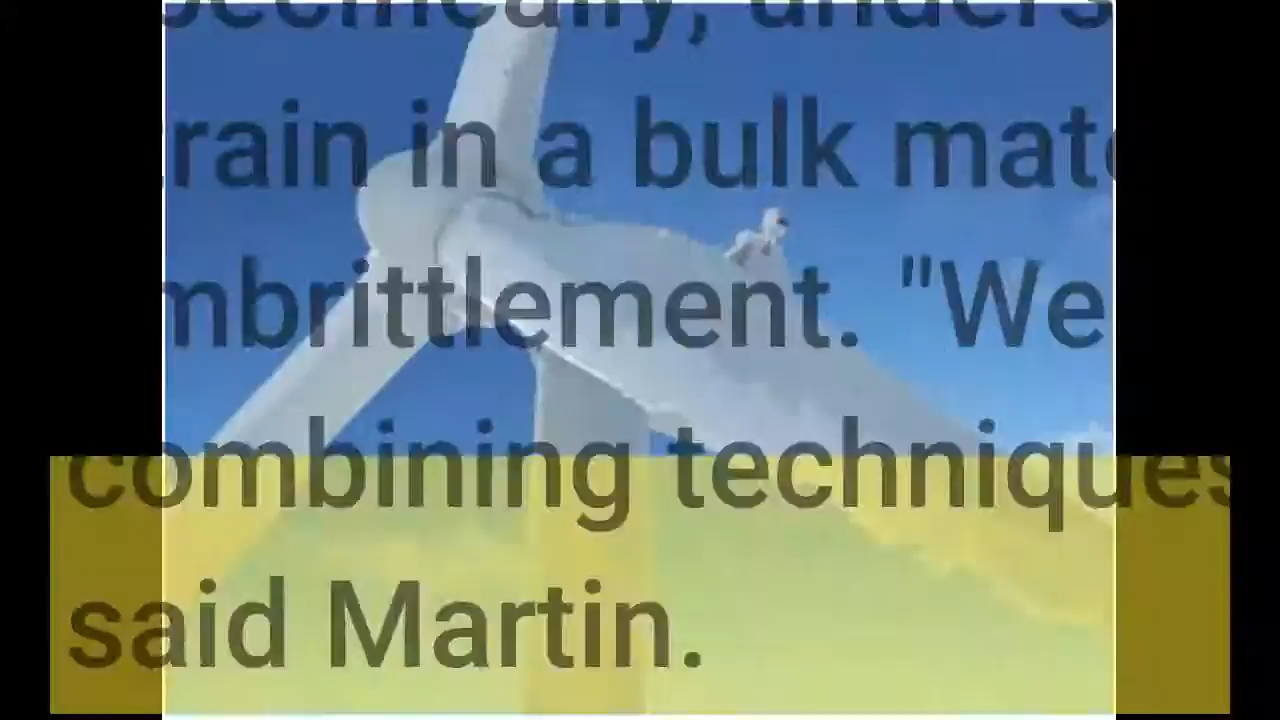 rain in a bulk mat
mbrittlement. "We
combining techniques
said Martin.